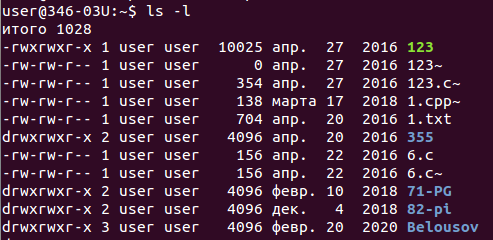 user@346-03U:~$ ls -l
итого 1028
-rwxrwxr-x 1 user user 10025 апр. 27 2016 123
-rw-rw-r-- 1 user user 0 апр. 27 2016 123~
-rw-rw-r-- 1 user user 354 апр. 27 2016 123.c~
-rw-rw-r-- 1 user user 138 марта 17 2018 1.cpp~
-rw-rw-r-- 1 user user 704 апр. 20 2016 1.txt
drwxrwxr-x 2 user user 4096 апр. 20 2016 355
-rw-rw-r-- 1 user user 156 апр. 22 2016 6.c
-rw-rw-r-- 1 user user 156 апр. 22 2016 6.c~
drwxrwxr-x 2 user user 4096 февр. 10 2018 71-PG
drwxrwxr-x 2 user user 4096 дек. 4 2018 82-pi
drwxrwxr-x 3 user user 4096 февр. 20 2020 Belousov